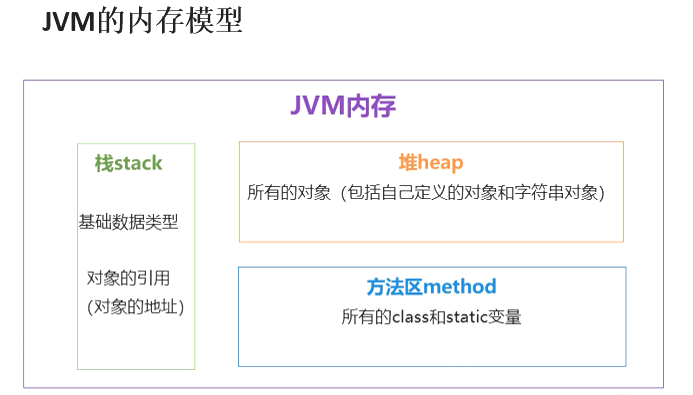 JVM的内存模型
JVM内存
栈stack
基础数据类型
对象的引用
（对象的地址）
堆heap
所有的对象（包括自己定义的对象和字符串对象）
方法区method
所有的class和static变量